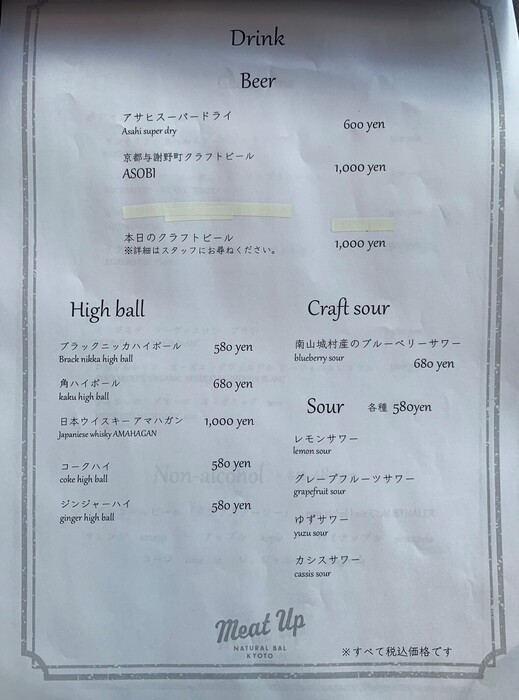 Drink
Beer
アサヒスーパードライ
Asahi super dry
600 yen
京都与謝野町クラフトビール
ASOBI
1,000 yen
本日のクラフトビール
※詳細はスタッフにお尋ねください。
1,000 yen
High ball
ブラックニッカハイボール
Brack nikka high ball
580 yen
角ハイボール
kaku high ball
680 yen
日本ウイスキーアマハガン
Japaniese whisky AMAHAGAN
1,000 yen
コークハイ
coke high ball
580 yen
ジンジャーハイ
ginger high ball
580 yen
Craft sour
南山城村産のブルーベリーサワー
blueberry sour
680 yen
Sour 各種 580yen
レモンサワー
lemon sour
グレープフルーツサワー
grapefruit sour
ゆずサワー
yuzu sour
カシスサワー
cassis sour
Non-alcohol
Meat Up
NATURAL BAL
KYOTO
※すべて税込価格です